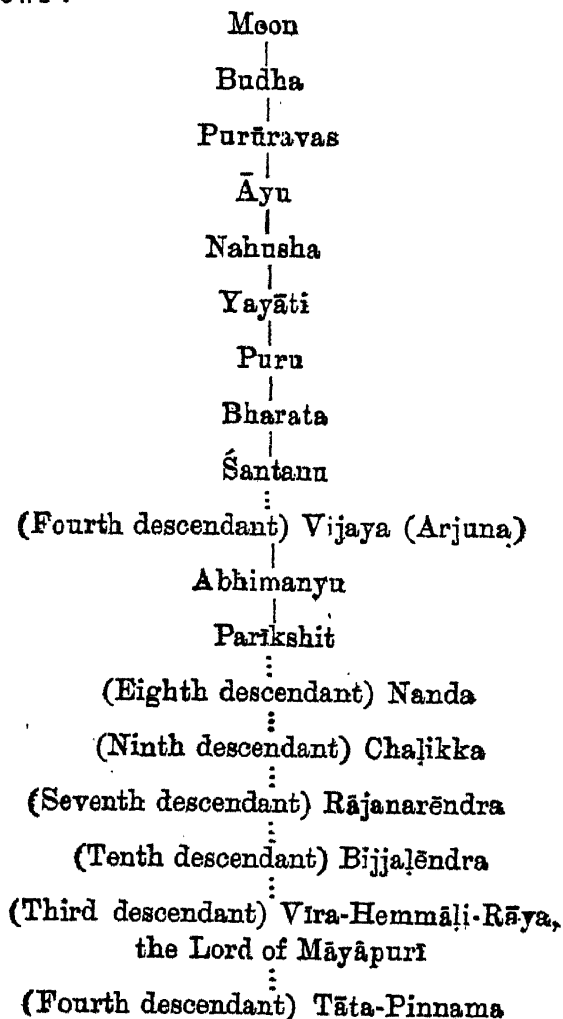 Moon
Budha
Purūravas
Āyu
Nahusha
Yayāti
Puru
Bharata
Śantanu
(Fourth descendant) Vijaya (Arjuna)
Abhimanyu
Parīkshit
(Eighth descendant) Nanda
(Ninth descendant) Chaḷikka
(Seventh descendant) Rājanarēndra
(Tenth descendant) Bijjaḷēndra
(Third descendant) Vīra-Hemmāḷi-Rāya,
the Lord of Māyāpurī
(Fourth descendant) Tāta-Pinnama